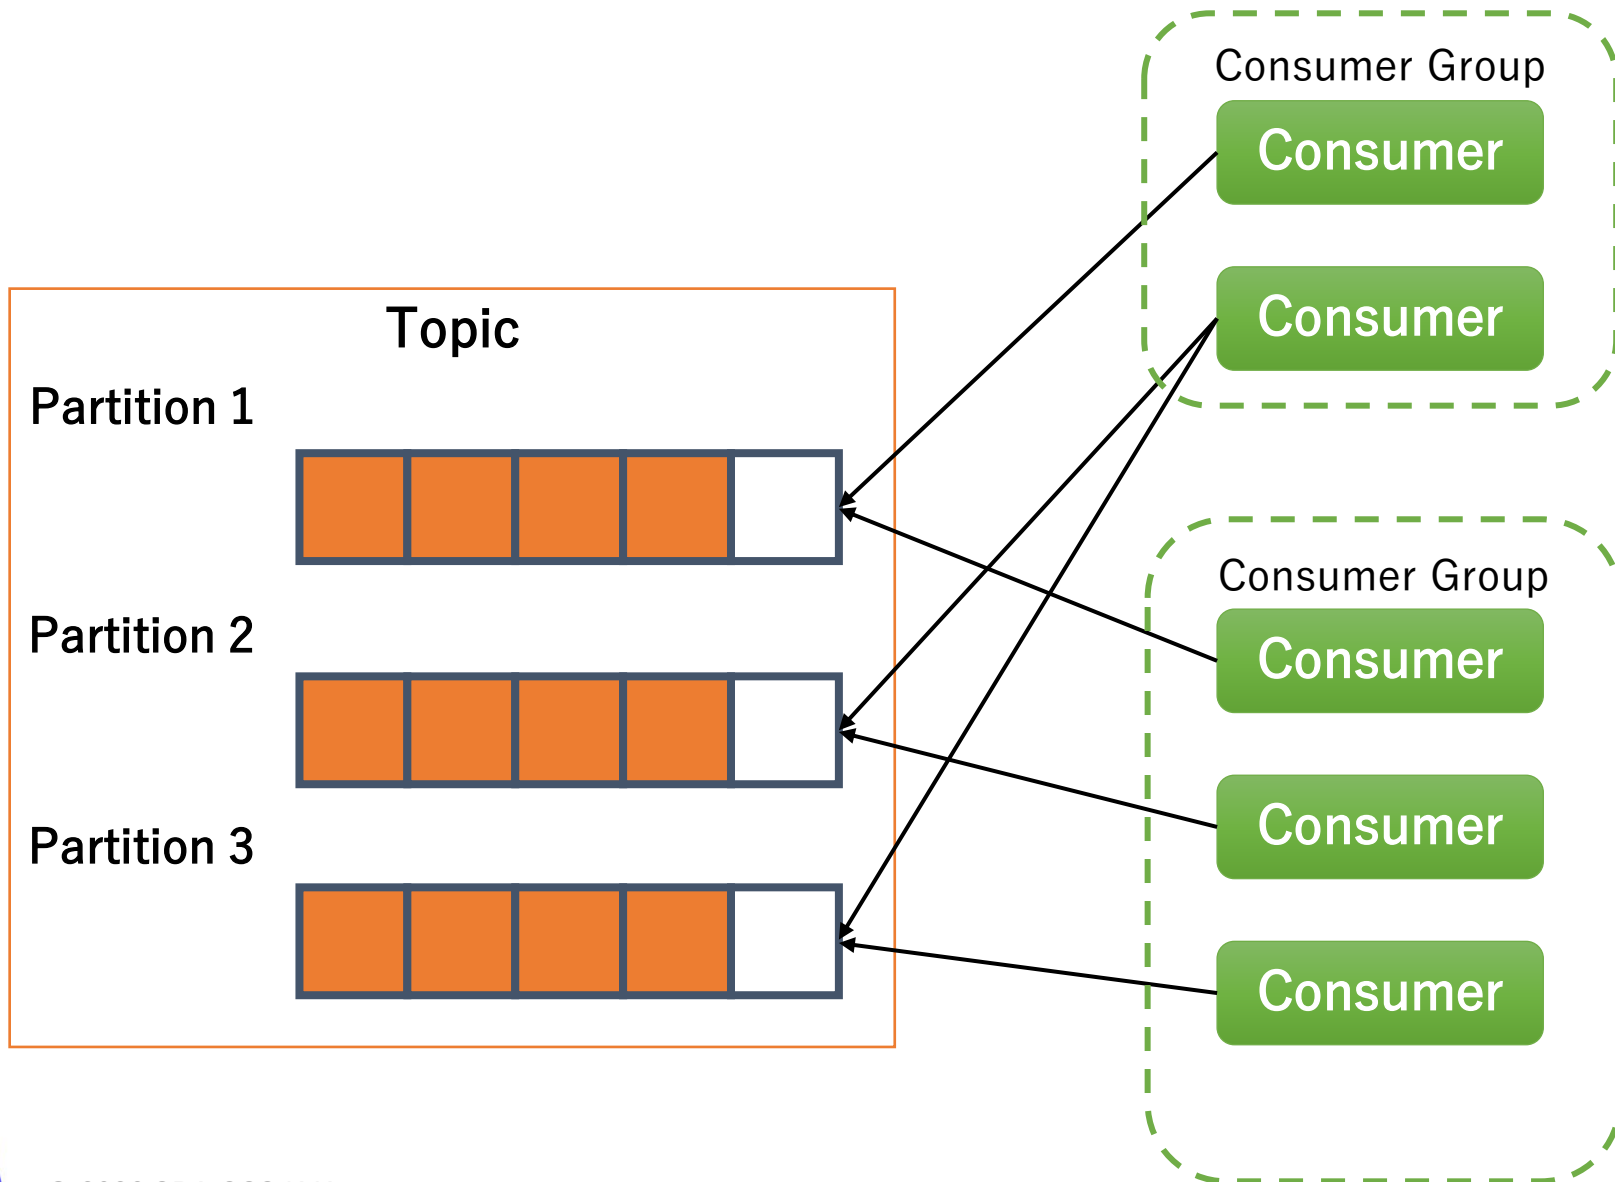 Consumer Group
Consumer
Consumer
Topic
Partition 1
Partition 2
Partition 3
Consumer Group
Consumer
Consumer
Consumer